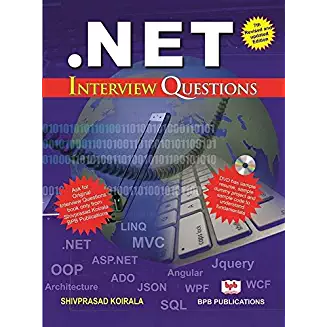 .NET
7th
Revised and
updated
Edition
INTERVIEW QUESTIONS
Ask for
Original
Interview Questions
book only from
Shivprasad Koirala
BPB Publications
DVD has sample
resume, sample
dummy project and
sample code to
understand
fundamentals
.NET
LINQ
MVC
OOP
ASP.NET
Jquery
Architecture
ADO
Angular
WCF
JSON
WPF
SQL
SHIVPRASAD KOIRALA
bpb
BPB PUBLICATIONS